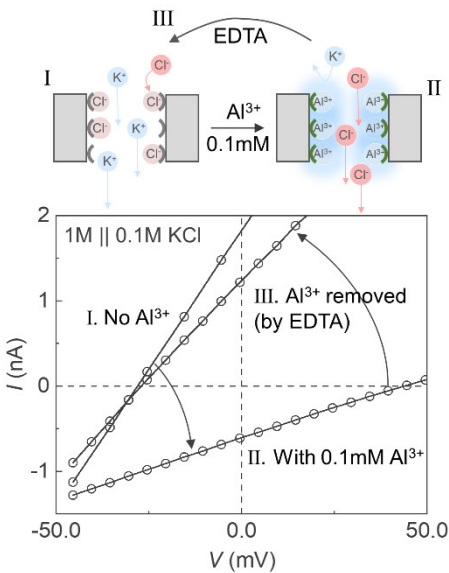 III
EDTA
I
K⁺
Cl⁻
K⁺
Cl⁻
Cl⁻
K⁺
Cl⁻
K⁺
Al³⁺
0.1mM
II
K⁺
Cl⁻
Al³⁺
Al³⁺
Al³⁺
Al³⁺
Cl⁻
Al³⁺
Al³⁺
Cl⁻
1M || 0.1M KCl
I. No Al³⁺
III. Al³⁺ removed
(by EDTA)
II. With 0.1mM Al³⁺
I (nA)
2
1
0
-1
-50.0
0.0
50.0
V (mV)